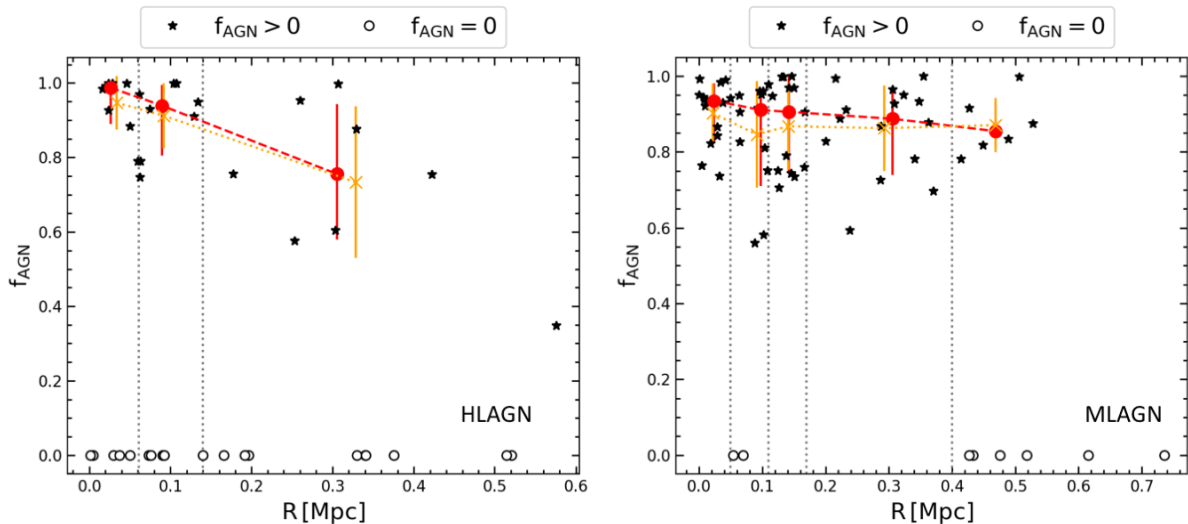 ★ f_AGN > 0 ○ f_AGN = 0
1.0
0.8
0.6
0.4
0.2
0.0
f_AGN
HLAGN
0.0 0.1 0.2 0.3 0.4 0.5 0.6
R [Mpc]
★ f_AGN > 0 ○ f_AGN = 0
1.0
0.8
0.6
0.4
0.2
0.0
f_AGN
MLAGN
0.0 0.1 0.2 0.3 0.4 0.5 0.6 0.7
R [Mpc]